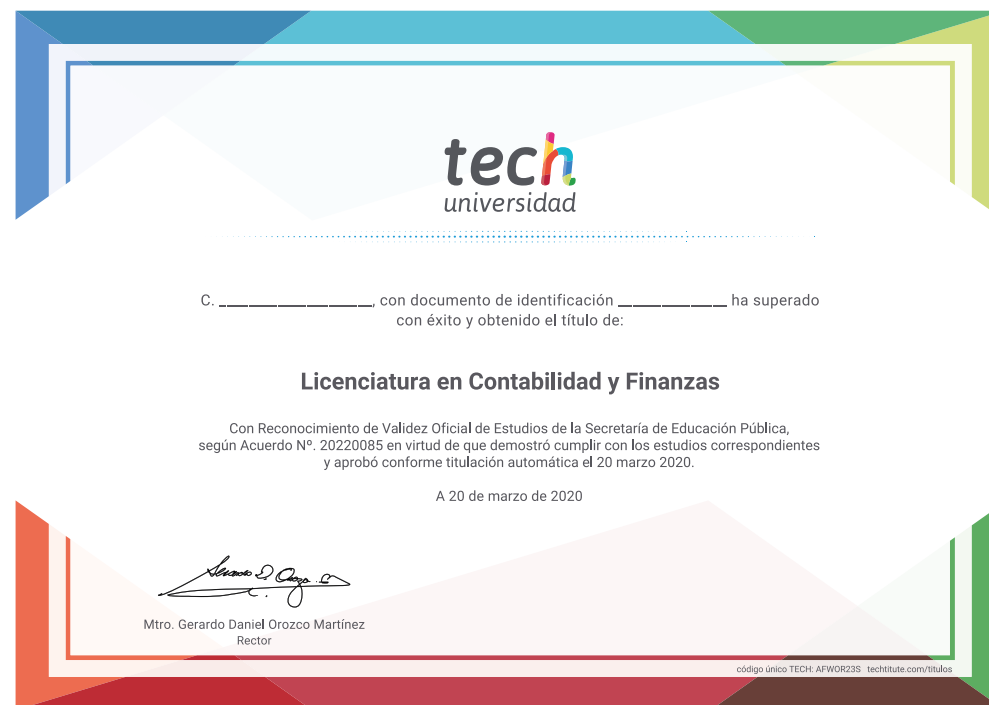 tech
universidad
C. ____________________, con documento de identificación ______________ ha superado
con éxito y obtenido el título de:
Licenciatura en Contabilidad y Finanzas
Con Reconocimiento de Validez Oficial de Estudios de la Secretaría de Educación Pública,
según Acuerdo Nº. 20220085 en virtud de que demostró cumplir con los estudios correspondientes
y aprobó conforme titulación automática el 20 marzo 2020.
A 20 de marzo de 2020
Mtro. Gerardo Daniel Orozco Martínez
Rector
código único TECH: AFWOR23S techtitute.com/titulos